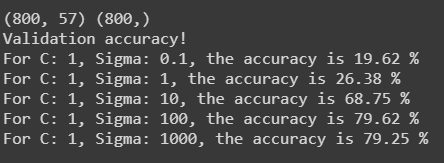 (800, 57) (800,)
Validation accuracy!
For C: 1, Sigma: 0.1, the accuracy is 19.62 %
For C: 1, Sigma: 1, the accuracy is 26.38 %
For C: 1, Sigma: 10, the accuracy is 68.75 %
For C: 1, Sigma: 100, the accuracy is 79.62 %
For C: 1, Sigma: 1000, the accuracy is 79.25 %